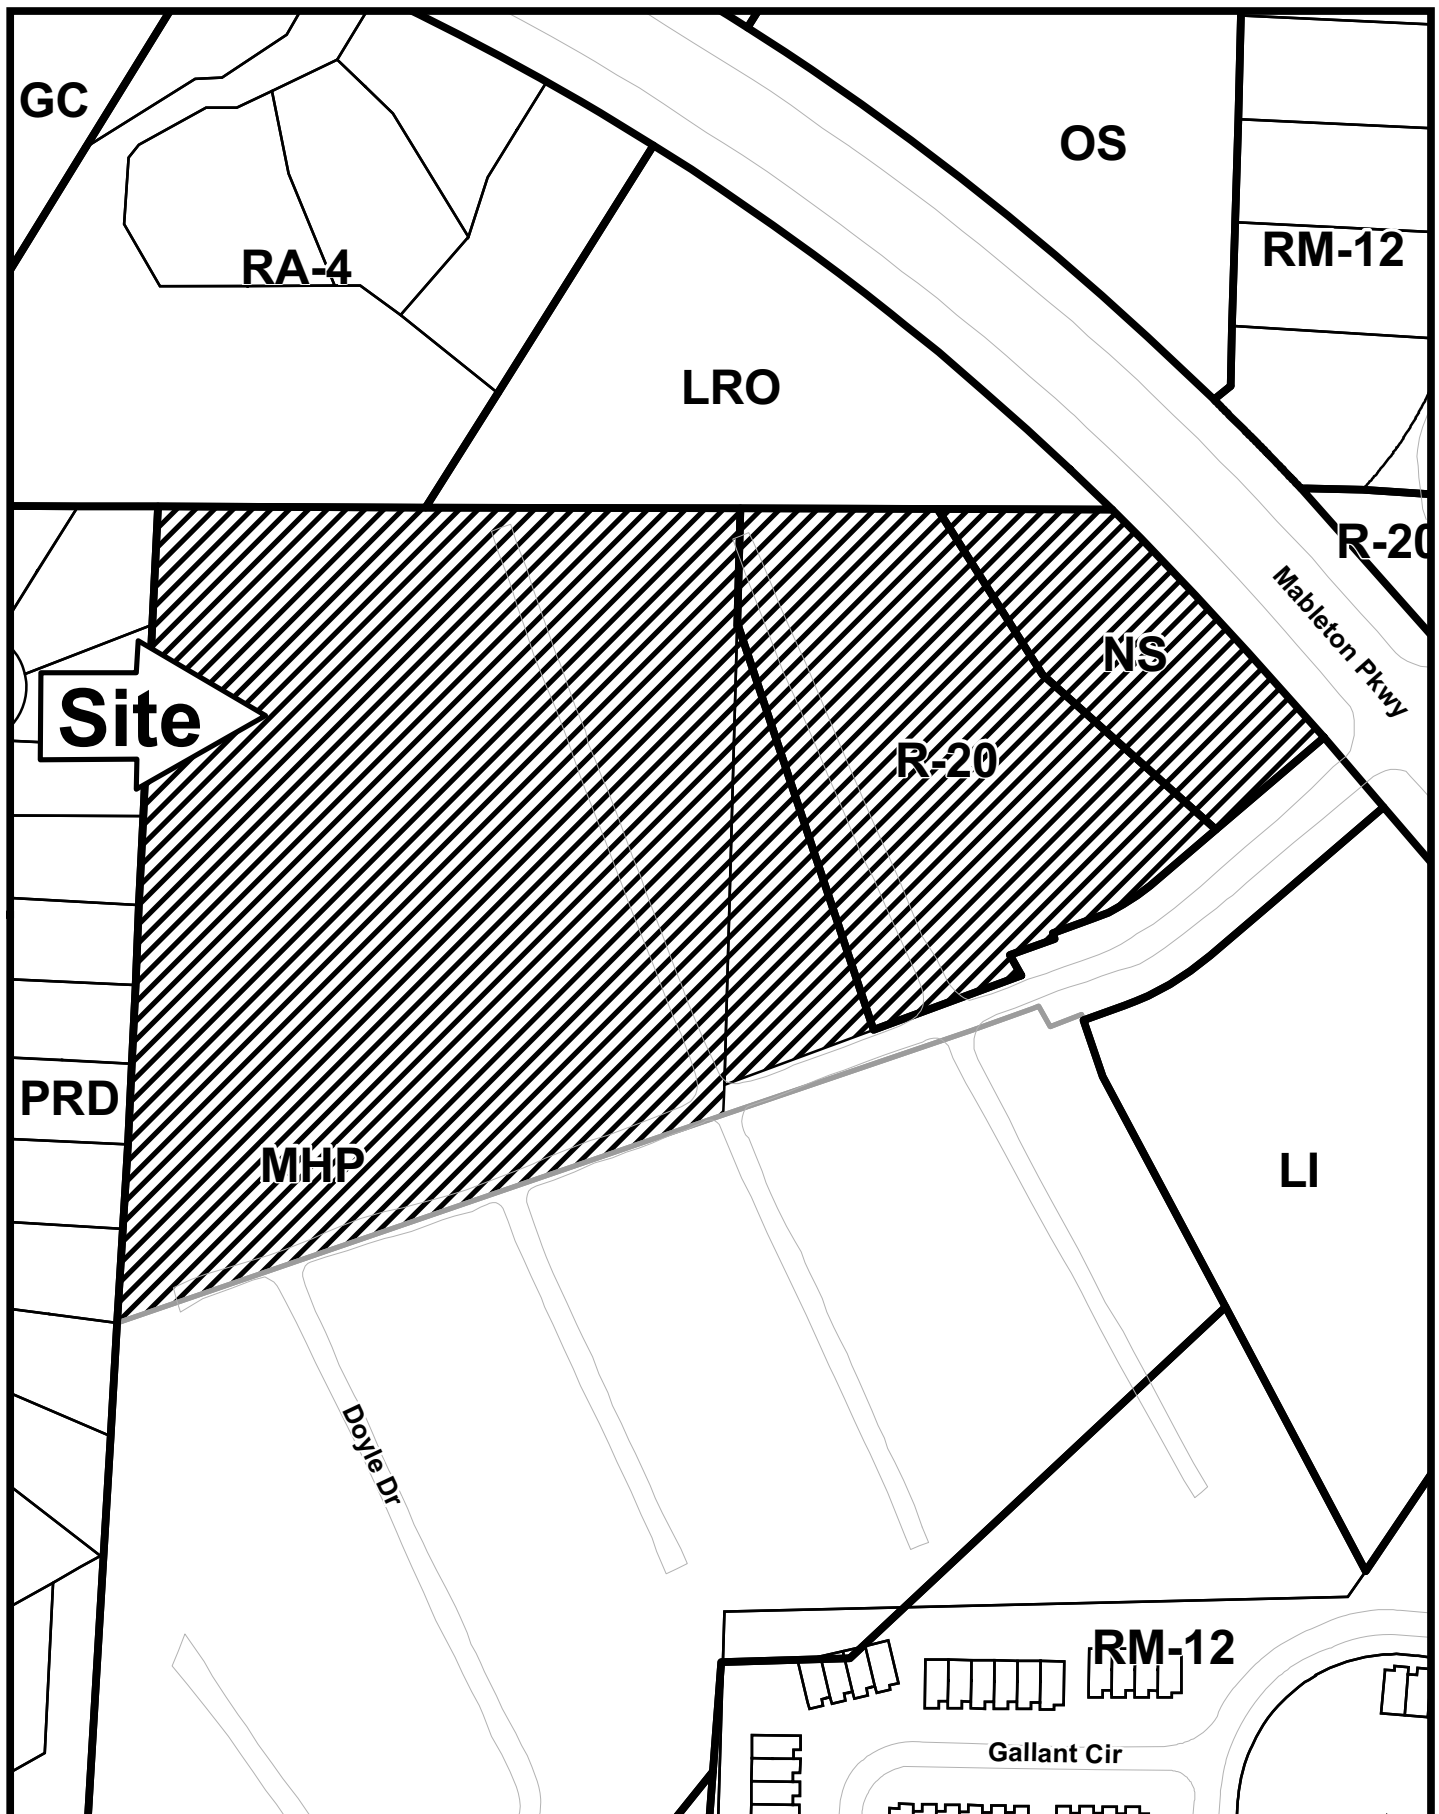 GC
OS
RM-12
RA-4
LRO
R-20
Mableton Pkwy
NS
Site
R-20
PRD
MHP
LI
Doyle Dr
RM-12
Gallant Cir